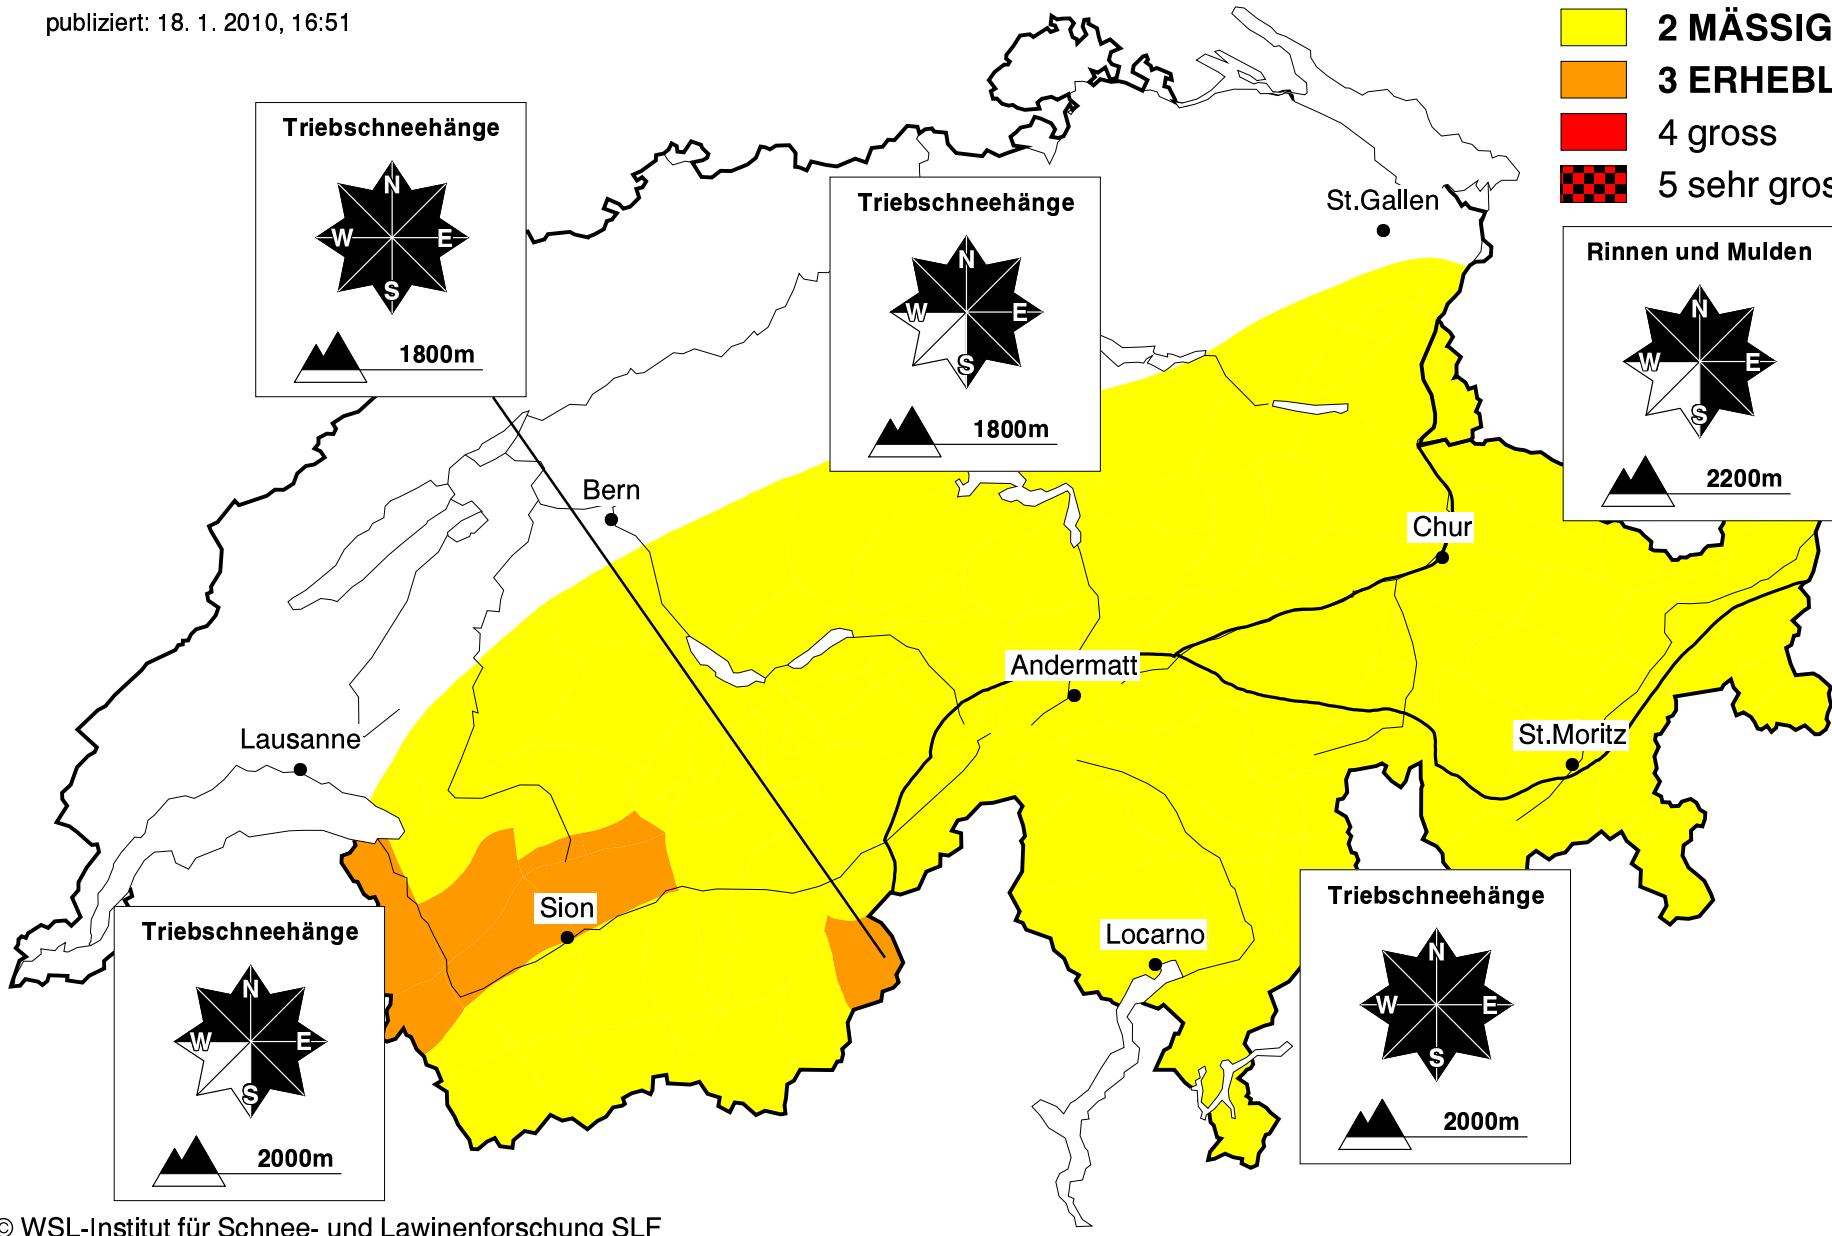 publiziert: 18. 1. 2010, 16:51
2 MÄSSIG
3 ERHEBL
4 gross
5 sehr gros
Triebschneehänge
N
W E
S
1800m
Triebschneehänge
N
W E
S
1800m
St.Gallen
Rinnen und Mulden
N
W E
S
2200m
Bern
Chur
Andermatt
St.Moritz
Lausanne
Sion
Locarno
Triebschneehänge
N
W E
S
2000m
Triebschneehänge
N
W E
S
2000m
© WSL-Institut für Schnee- und Lawinenforschung SLF